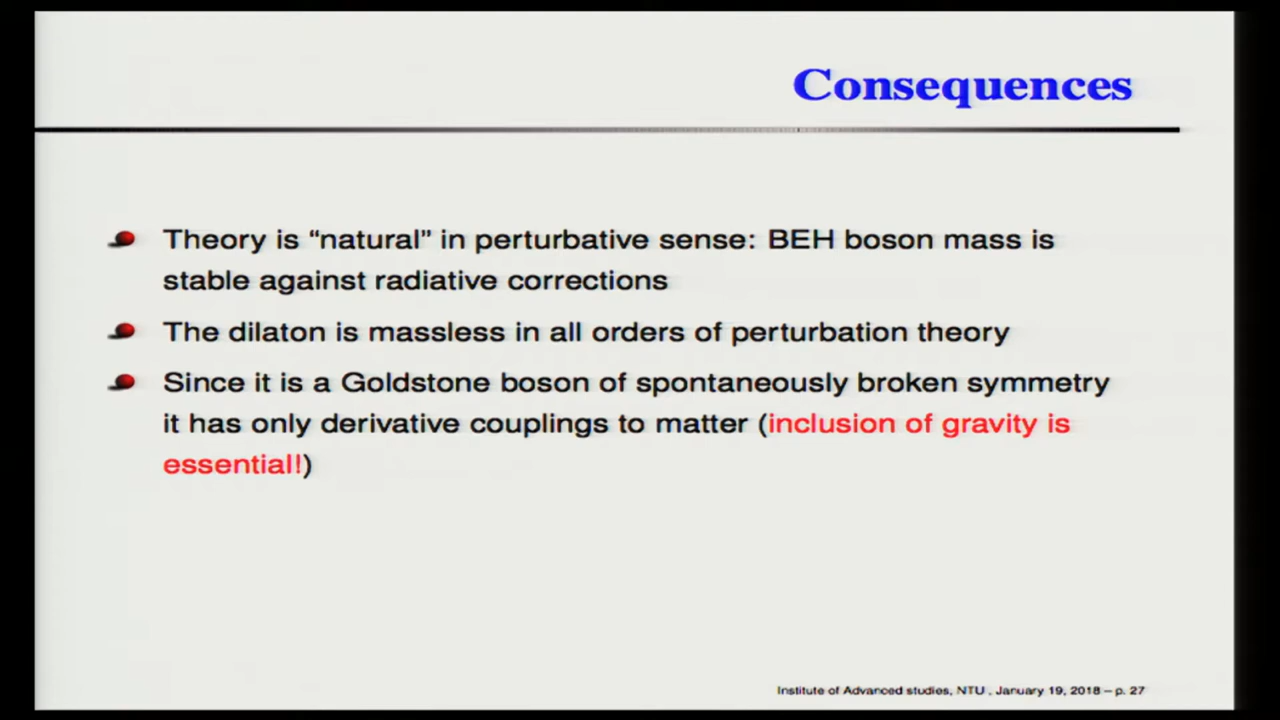 Consequences
Theory is “natural” in perturbative sense: BEH boson mass is
stable against radiative corrections
The dilaton is massless in all orders of perturbation theory
Since it is a Goldstone boson of spontaneously broken symmetry
it has only derivative couplings to matter (inclusion of gravity is
essential!)
Institute of Advanced studies, NTU , January 19, 2018 – p. 27